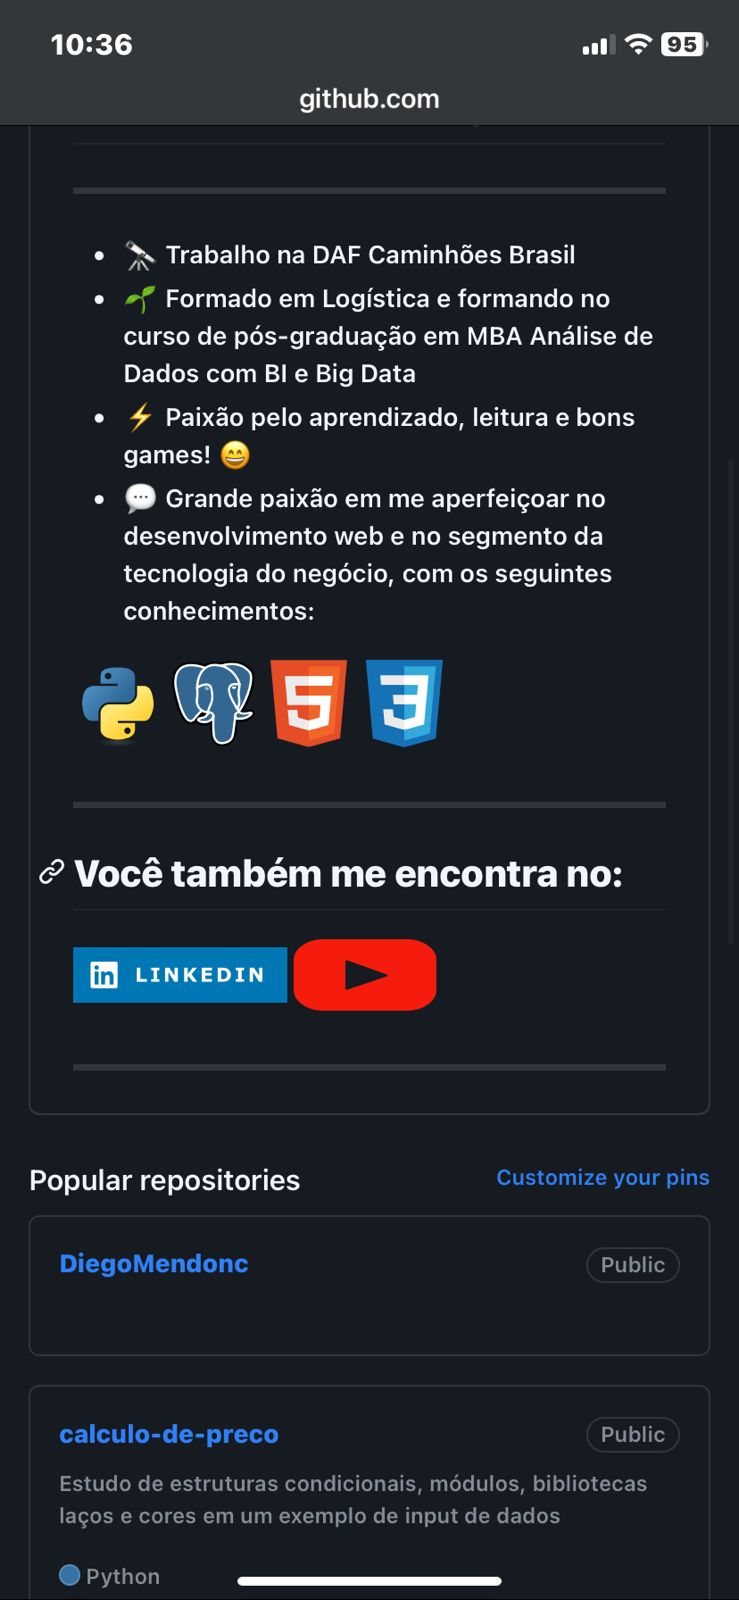 10:36
95
github.com
🔭 Trabalho na DAF Caminhões Brasil
🌱 Formado em Logística e formando no
curso de pós-graduação em MBA Análise de
Dados com BI e Big Data
⚡ Paixão pelo aprendizado, leitura e bons
games! 😄
💬 Grande paixão em me aperfeiçoar no
desenvolvimento web e no segmento da
tecnologia do negócio, com os seguintes
conhecimentos:
5
3
Você também me encontra no:
in LINKEDIN
Popular repositories
Customize your pins
DiegoMendonc
Public
calculo-de-preco
Public
Estudo de estruturas condicionais, módulos, bibliotecas
laços e cores em um exemplo de input de dados
Python